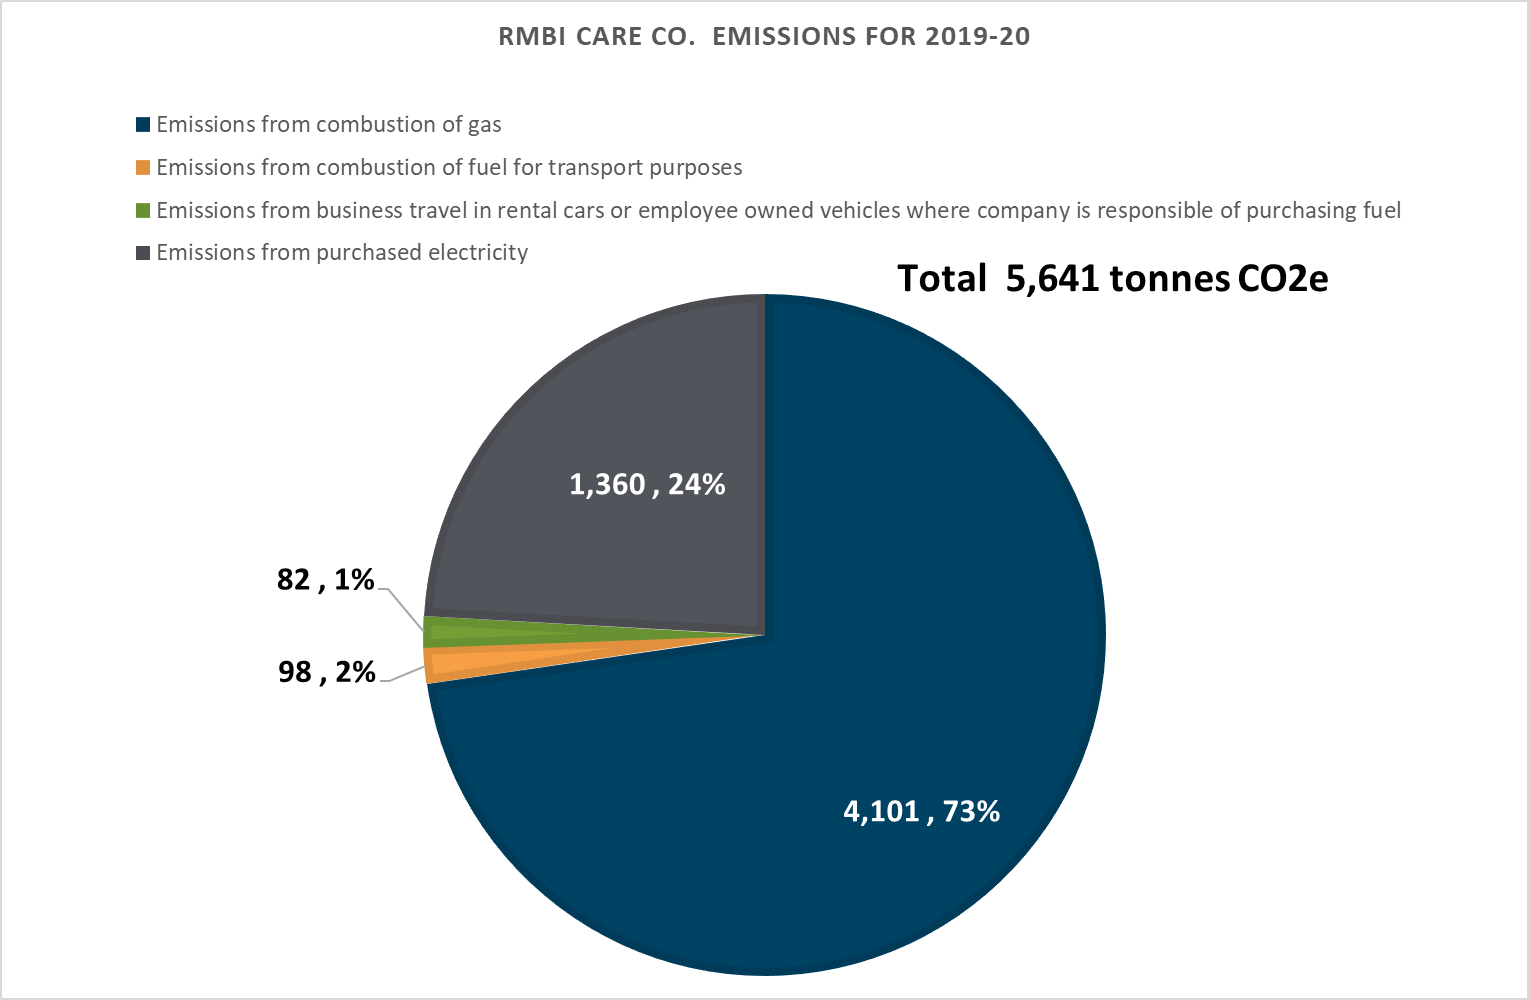 RMBI CARE CO.  EMISSIONS FOR 2019-20
Emissions from combustion of gas
Emissions from combustion of fuel for transport purposes
Emissions from business travel in rental cars or employee owned vehicles where company is responsible of purchasing fuel
Emissions from purchased electricity
Total  5,641 tonnes CO2e
1,360 , 24%
82 , 1%
98 , 2%
4,101 , 73%